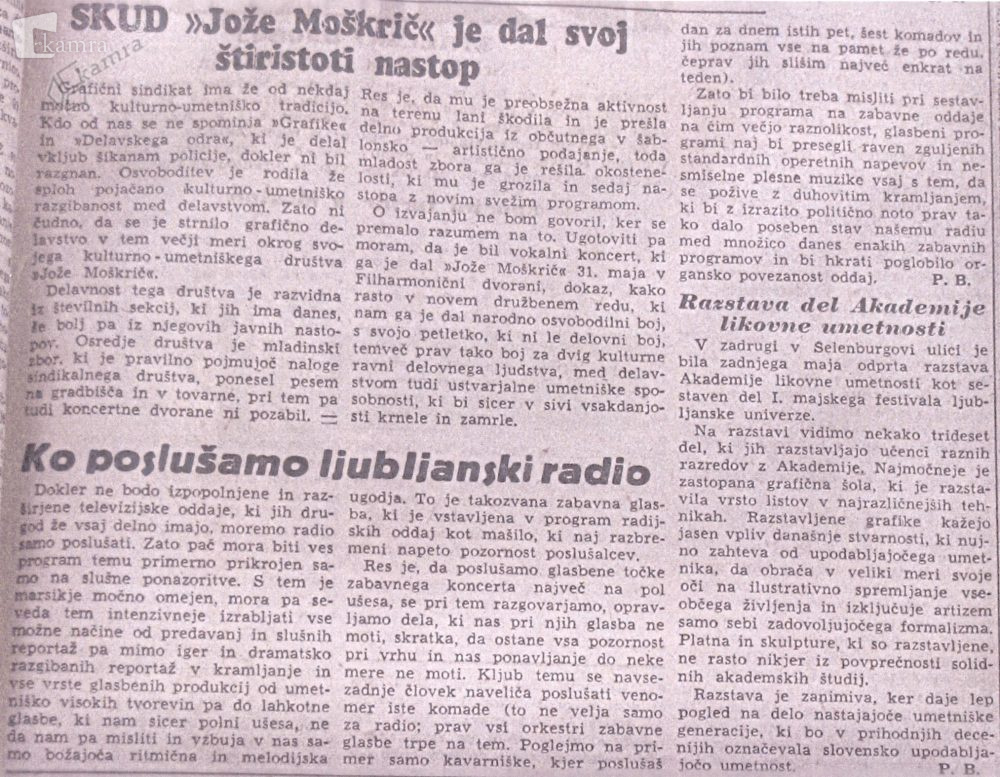 SKUD »Jože Moškrič« je dal svoj
štiristoti nastop
Grafični sindikat ima že od nekdaj
močno kulturno-umetniško tradicijo.
Kdo od nas se ne spominja »Grafike«
in »Delavskega odra«, ki je delal
vkljub šikanam policije, dokler ni bil
razgnan. Osvoboditev je rodila že
sploh pojačano kulturno-umetniško
razgibanost med delavstvom. Zato ni
čudno, da se je strnilo grafično de-
lavstvo v tem večji meri okrog svo-
jega kulturno-umetniškega društva
»Jože Moškrič«.
Delavnost tega društva je razvidna
iz številnih sekcij, ki jih ima danes,
še bolj pa iz njegovih javnih nasto-
pov. Osredje društva je mladinski
zbor, ki je pravilno pojmujoč naloge
sindikalnega društva, ponesel pesem
na gradbišča in v tovarne, pri tem pa
tudi koncertne dvorane ni pozabil. —
Res je, da mu je preobsežna aktivnost
na terenu lani škodila in je prešla
delno produkcija iz občutnega v šab-
lonsko — artistično podajanje, toda
mladost zbora ga je rešila okostene-
losti, ki mu je grozila in sedaj na-
stopa z novim svežim programom.
O izvajanju ne bom govoril, ker se
premalo razumem na to. Ugotoviti pa
moram, da je bil vokalni koncert, ki
ga je dal »Jože Moškrič« 31. maja v
Filharmonični dvorani, dokaz, kako
rasto v novem družbenem redu, ki
nam ga je dal narodno osvobodilni boj,
s svojo petletko, ki ni le delovni boj,
temveč prav tako boj za dvig kulturne
ravni delovnega ljudstva, med delav-
stvom tudi ustvarjalne umetniške spo-
sobnosti, ki bi sicer v sivi vsakdanjo-
sti krnele in zamrle.
Ko poslušamo ljubljanski radio
Dokler ne bodo izpopolnjene in raz-
širjene televizijske oddaje, ki jih dru-
god že vsaj delno imajo, moremo radio
samo poslušati. Zato pač mora biti ves
program temu primerno prikrojen sa-
mo na slušne ponazoritve. S tem je
marsikje močno omejen, mora pa se-
veda tem intenzivneje izrabljati vse
možne načine od predavanj in slušnih
reportaž pa mimo iger in dramatsko
razgibanih reportaž v kramljanje in
vse vrste glasbenih produkcij od umet-
niško visokih tvorevin pa do lahkotne
glasbe, ki nam sicer polni ušesa, ne
da nam pa misliti in vzbuja v nas sa-
mo božajoča ritmična in melodijska
ugodja. To je takozvana zabavna glas-
ba, ki je vstavljena v program radij-
skih oddaj kot mašilo, ki naj razbre-
meni napeto pozornost poslušalcev.
Res je, da poslušamo glasbene točke
zabavnega koncerta največ na pol
ušesa, se pri tem razgovarjamo, oprav-
ljamo dela, ki nas pri njih glasba ne
moti, skratka, da ostane vsa pozornost
pri vrhu in nas ponavljanje do neke
mere ne moti. Kljub temu se navse-
zadnje človek naveliča poslušati veno-
mer iste komade (to ne velja samo
za radio; prav vsi orkestri zabavne
glasbe trpe na tem. Poglejmo na pri-
mer samo kavarniške, kjer poslušaš
dan za dnem istih pet, šest komadov in
jih poznam vse na pamet že po redu,
čeprav jih slišim največ enkrat na
teden).
Zato bi bilo treba misliti pri sestav-
ljanju programa na zabavne oddaje
na čim večjo raznolikost, glasbeni pro-
grami naj bi presegli raven zguljenih
standardnih operetnih napevov in ne-
smiselne plesne muzike vsaj s tem, da
se požive z duhovitim kramljanjem,
ki bi z izrazito politično noto prav ta-
ko dalo poseben stav našemu radiu
med množico danes enakih zabavnih
programov in bi hkrati poglobilo or-
gansko povezanost oddaj. P. B.
Razstava del Akademije
likovne umetnosti
V zadrugi v Šelenburgovi ulici je
bila zadnjega maja odprta razstava
Akademije likovne umetnosti kot se-
staven del I. majskega festivala ljub-
ljanske univerze.
Na razstavi vidimo nekako trideset
del, ki jih razstavljajo učenci raznih
razredov z Akademije. Najmočneje je
zastopana grafična šola, ki je razsta-
vila vrsto listov v najrazličnejših teh-
nikah. Razstavljene grafike kažejo
jasen vpliv današnje stvarnosti, ki nuj-
no zahteva od upodabljajočega umet-
nika, da obrača v veliki meri svoje
oči na ilustrativno spremljanje vse-
občega življenja in izključuje artizem
samo sebi zadovoljujočega formalizma.
Platna in skulpture, ki so razstavljene,
ne rasto nikjer iz povprečnosti solid-
nih akademskih študij.
Razstava je zanimiva, ker daje lep
pogled na delo nastajajoče umetniške
generacije, ki bo v prihodnjih dece-
nijih označevala slovensko upodablja-
jočo umetnost. P. B.
kamra
kamra